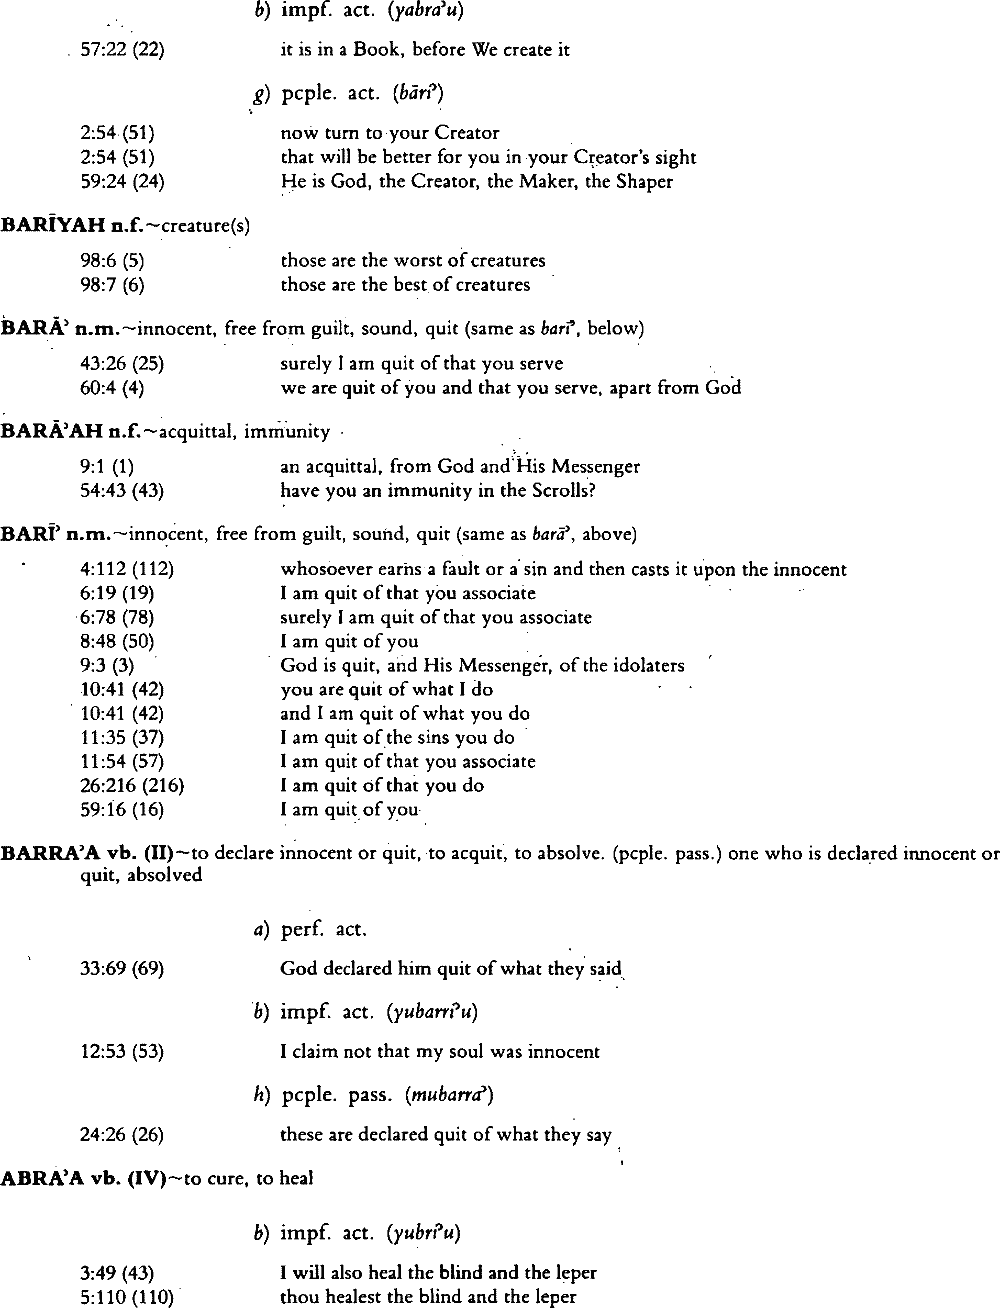 b) impf. act. (yabraʾu)
57:22 (22) it is in a Book, before We create it
g) pcple. act. (bāriʾ)
2:54 (51) now turn to your Creator
2:54 (51) that will be better for you in your Creator's sight
59:24 (24) He is God, the Creator, the Maker, the Shaper
BARĪYAH n.f.~creature(s)
98:6 (5) those are the worst of creatures
98:7 (6) those are the best of creatures
BARĀʾ n.m.~innocent, free from guilt, sound, quit (same as bariʾ, below)
43:26 (25) surely I am quit of that you serve
60:4 (4) we are quit of you and that you serve, apart from God
BARĀʾAH n.f.~acquittal, immunity
9:1 (1) an acquittal, from God and His Messenger
54:43 (43) have you an immunity in the Scrolls?
BARĪʾ n.m.~innocent, free from guilt, sound, quit (same as barāʾ, above)
4:112 (112) whosoever earns a fault or a sin and then casts it upon the innocent
6:19 (19) I am quit of that you associate
6:78 (78) surely I am quit of that you associate
8:48 (50) I am quit of you
9:3 (3) God is quit, and His Messenger, of the idolaters
10:41 (42) you are quit of what I do
10:41 (42) and I am quit of what you do
11:35 (37) I am quit of the sins you do
11:54 (57) I am quit of that you associate
26:216 (216) I am quit of that you do
59:16 (16) I am quit of you
BARRAʾA vb. (II)~to declare innocent or quit, to acquit, to absolve. (pcple. pass.) one who is declared innocent or
quit, absolved
a) perf. act.
33:69 (69) God declared him quit of what they said
b) impf. act. (yubarriʾu)
12:53 (53) I claim not that my soul was innocent
h) pcple. pass. (mubarraʾ)
24:26 (26) these are declared quit of what they say
ABRAʾA vb. (IV)~to cure, to heal
b) impf. act. (yubriʾu)
3:49 (43) I will also heal the blind and the leper
5:110 (110) thou healest the blind and the leper